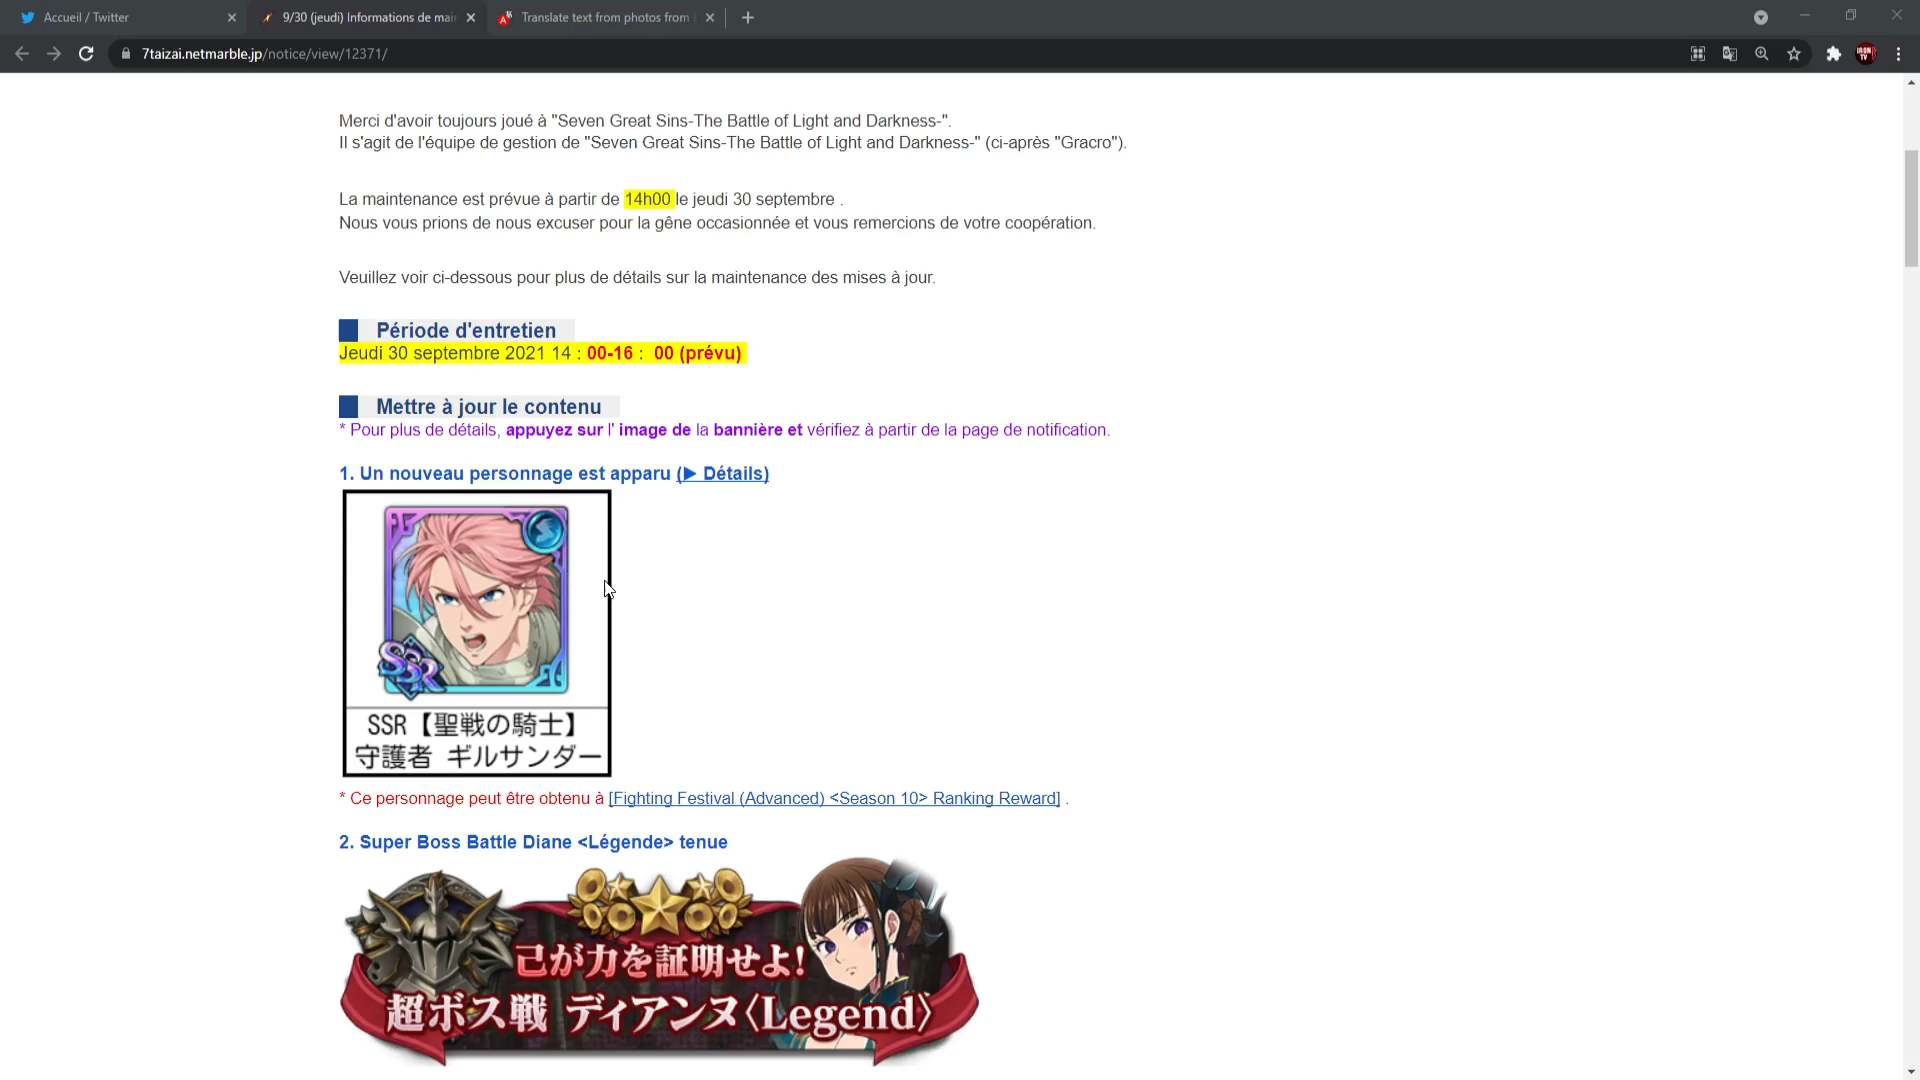 Accueil / Twitter
9/30 (jeudi) Informations de mai
Translate text from photos from
7taizai.netmarble.jp/notice/view/12371/
Merci d'avoir toujours joué à "Seven Great Sins-The Battle of Light and Darkness-".
Il s'agit de l'équipe de gestion de "Seven Great Sins-The Battle of Light and Darkness-" (ci-après "Gracro").
La maintenance est prévue à partir de 14h00 le jeudi 30 septembre .
Nous vous prions de nous excuser pour la gêne occasionnée et vous remercions de votre coopération.
Veuillez voir ci-dessous pour plus de détails sur la maintenance des mises à jour.
Période d'entretien
Jeudi 30 septembre 2021 14 : 00-16 : 00 (prévu)
Mettre à jour le contenu
* Pour plus de détails, appuyez sur l' image de la bannière et vérifiez à partir de la page de notification.
1. Un nouveau personnage est apparu (▶ Détails)
SSR
SSR【聖戦の騎士】
守護者 ギルサンダー
* Ce personnage peut être obtenu à [Fighting Festival (Advanced) <Season 10> Ranking Reward] .
2. Super Boss Battle Diane <Légende> tenue
己が力を証明せよ!
超ボス戦 ディアンヌ〈Legend〉